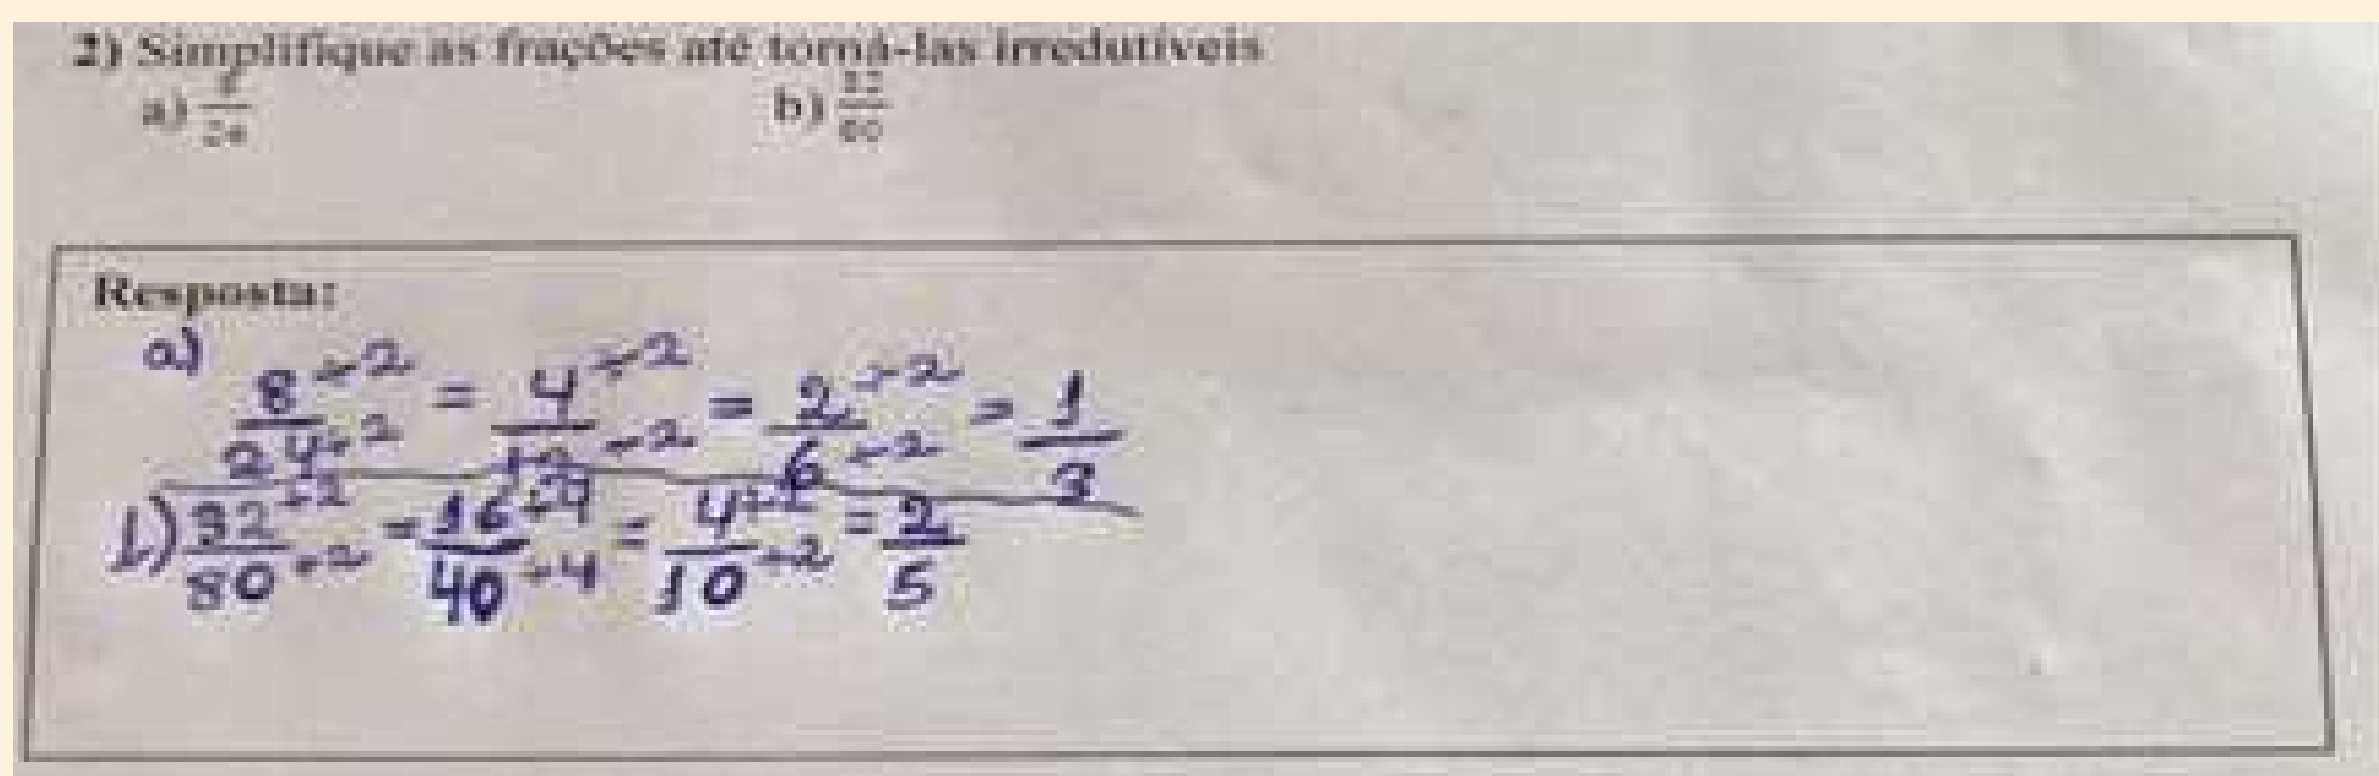 2) Simplifique as frações até torná-las irredutíveis
a) 8/24 b) 32/80
Resposta:
a) 8÷2/24÷2 = 4÷2/12÷2 = 2÷2/6÷2 = 1/3
b) 32÷2/80÷2 = 16÷4/40÷4 = 4÷2/10÷2 = 2/5